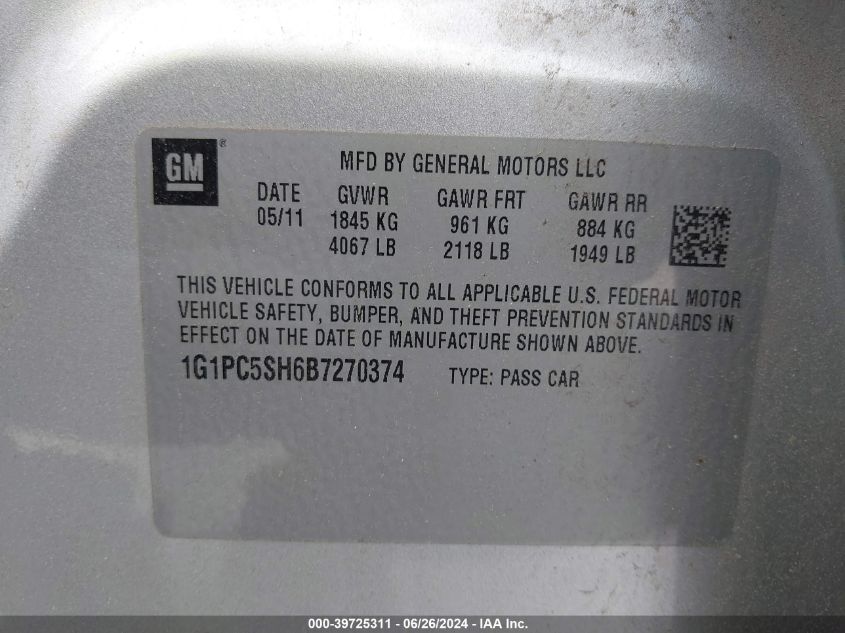 GM ®
MFD BY GENERAL MOTORS LLC
DATE GVWR GAWR FRT GAWR RR
05/11 1845 KG 961 KG 884 KG
4067 LB 2118 LB 1949 LB
THIS VEHICLE CONFORMS TO ALL APPLICABLE U.S. FEDERAL MOTOR
VEHICLE SAFETY, BUMPER, AND THEFT PREVENTION STANDARDS IN
EFFECT ON THE DATE OF MANUFACTURE SHOWN ABOVE.
1G1PC5SH6B7270374 TYPE: PASS CAR
000-39725311 - 06/26/2024 - IAA Inc.